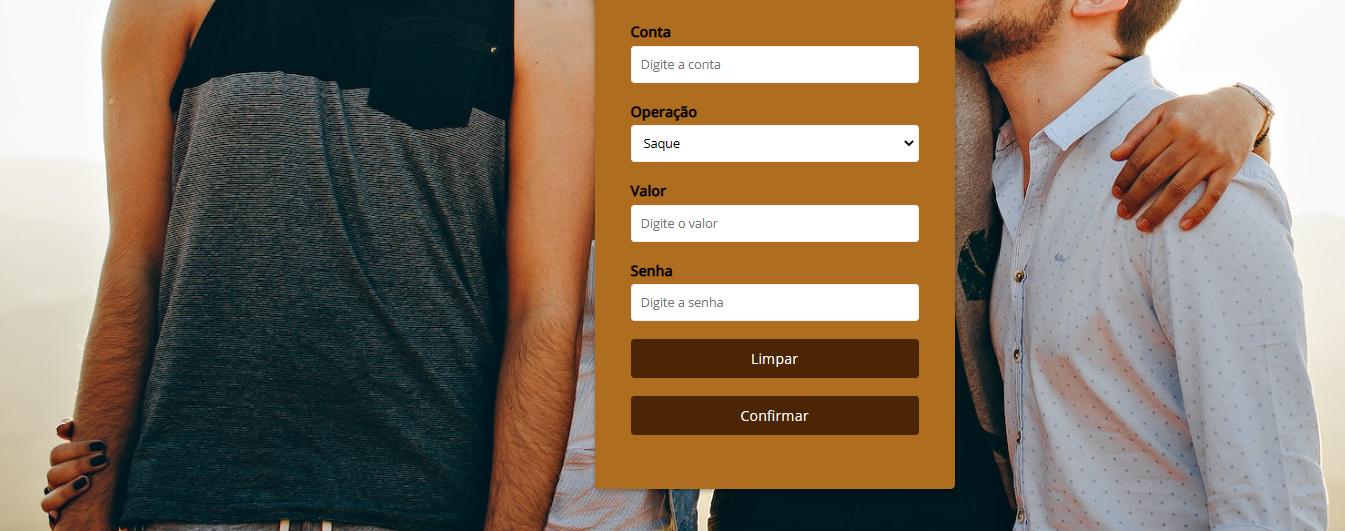 Conta
Digite a conta
Operação
Saque
Valor
Digite o valor
Senha
Digite a senha
Limpar
Confirmar